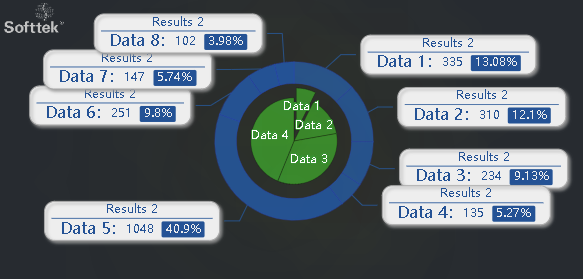 Softtek
Results 2
Data 8: 102 3.98%
Results 2
Data 7: 147 5.74%
Results 2
Data 6: 251 9.8%
Results 2
Data 5: 1048 40.9%
Results 2
Data 1: 335 13.08%
Results 2
Data 2: 310 12.1%
Results 2
Data 3: 234 9.13%
Results 2
Data 4: 135 5.27%
Data 1
Data 2
Data 3
Data 4